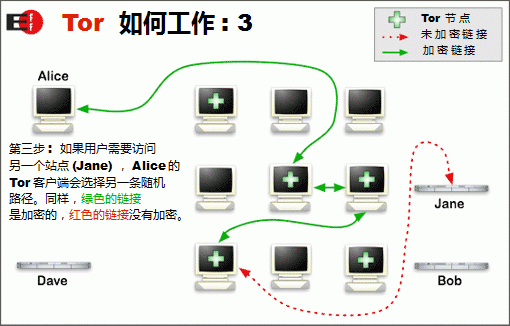 EFF Tor 如何工作：3
Tor 节点
未加密链接
加密链接
Alice
第三步： 如果用户需要访问
另一个站点 (Jane) ， Alice 的
Tor 客户端会选择另一条随机
路径。同样，绿色的链接
是加密的，红色的链接没有加密。
Jane
Dave
Bob